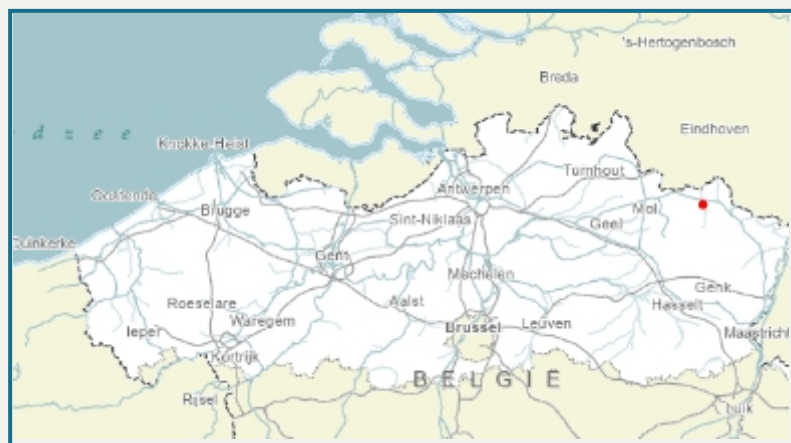 's-Hertogenbosch
Breda
Eindhoven
d z e e
Knokke-Heist
Turnhout
Antwerpen
Oostende
Brugge
Sint-Niklaas
Mol
Geel
Duinkerke
Gent
Mechelen
Genk
Roeselare
Aalst
Hasselt
Ieper
Waregem
Brussel
Leuven
Maastricht
Kortrijk
BELGIË
Rijsel
Luik